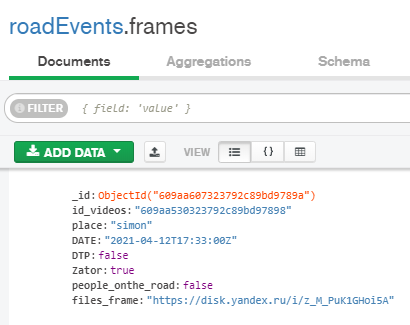 roadEvents.frames
Documents Aggregations Schema
FILTER { field: 'value' }
ADD DATA VIEW { }
_id: ObjectId("609aa607323792c89bd9789a")
id_videos: "609aa530323792c89bd97898"
place: "simon"
DATE: "2021-04-12T17:33:00Z"
DTP: false
Zator: true
people_onthe_road: false
files_frame: "https://disk.yandex.ru/i/z_M_PuK1GHoi5A"